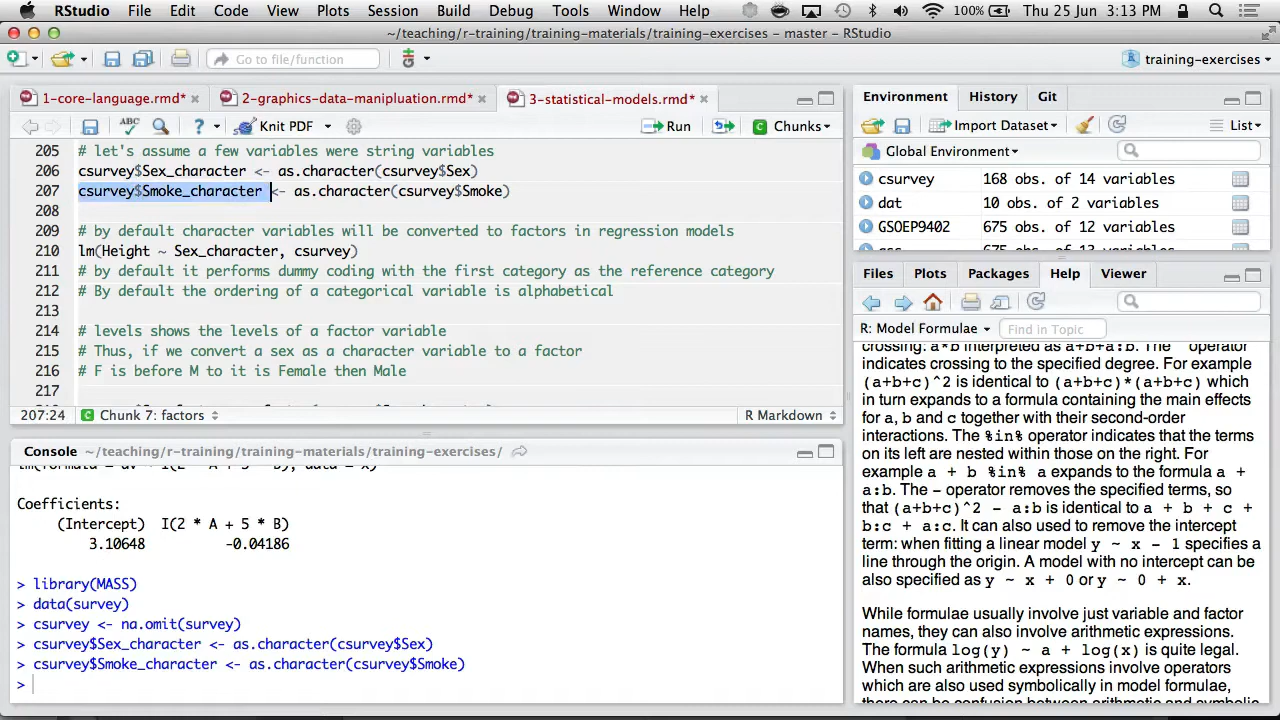 RStudio File Edit Code View Plots Session Build Debug Tools Window Help 100% Thu 25 Jun 3:13 PM
~/teaching/r-training/training-materials/training-exercises - master - RStudio
Go to file/function training-exercises
1-core-language.rmd* 2-graphics-data-manipluation.rmd* 3-statistical-models.rmd*
ABC Knit PDF Run Chunks
205 # let's assume a few variables were string variables
206 csurvey$Sex_character <- as.character(csurvey$Sex)
207 csurvey$Smoke_character <- as.character(csurvey$Smoke)
208
209 # by default character variables will be converted to factors in regression models
210 lm(Height ~ Sex_character, csurvey)
211 # by default it performs dummy coding with the first category as the reference category
212 # By default the ordering of a categorical variable is alphabetical
213
214 # levels shows the levels of a factor variable
215 # Thus, if we convert a sex as a character variable to a factor
216 # F is before M to it is Female then Male
217
207:24 Chunk 7: factors R Markdown
Console ~/teaching/r-training/training-materials/training-exercises/
Coefficients:
(Intercept) I(2 * A + 5 * B)
3.10648 -0.04186
> library(MASS)
> data(survey)
> csurvey <- na.omit(survey)
> csurvey$Sex_character <- as.character(csurvey$Sex)
> csurvey$Smoke_character <- as.character(csurvey$Smoke)
>
Environment History Git
Import Dataset List
Global Environment
csurvey 168 obs. of 14 variables
dat 10 obs. of 2 variables
GSOEP9402 675 obs. of 12 variables
Files Plots Packages Help Viewer
R: Model Formulae Find in Topic
crossing: a*b interpreted as a+b+a:b. The operator
indicates crossing to the specified degree. For example
(a+b+c)^2 is identical to (a+b+c)*(a+b+c) which
in turn expands to a formula containing the main effects
for a, b and c together with their second-order
interactions. The %in% operator indicates that the terms
on its left are nested within those on the right. For
example a + b %in% a expands to the formula a +
a:b. The - operator removes the specified terms, so
that (a+b+c)^2 - a:b is identical to a + b + c +
b:c + a:c. It can also used to remove the intercept
term: when fitting a linear model y ~ x - 1 specifies a
line through the origin. A model with no intercept can be
also specified as y ~ x + 0 or y ~ 0 + x.
While formulae usually involve just variable and factor
names, they can also involve arithmetic expressions.
The formula log(y) ~ a + log(x) is quite legal.
When such arithmetic expressions involve operators
which are also used symbolically in model formulae,